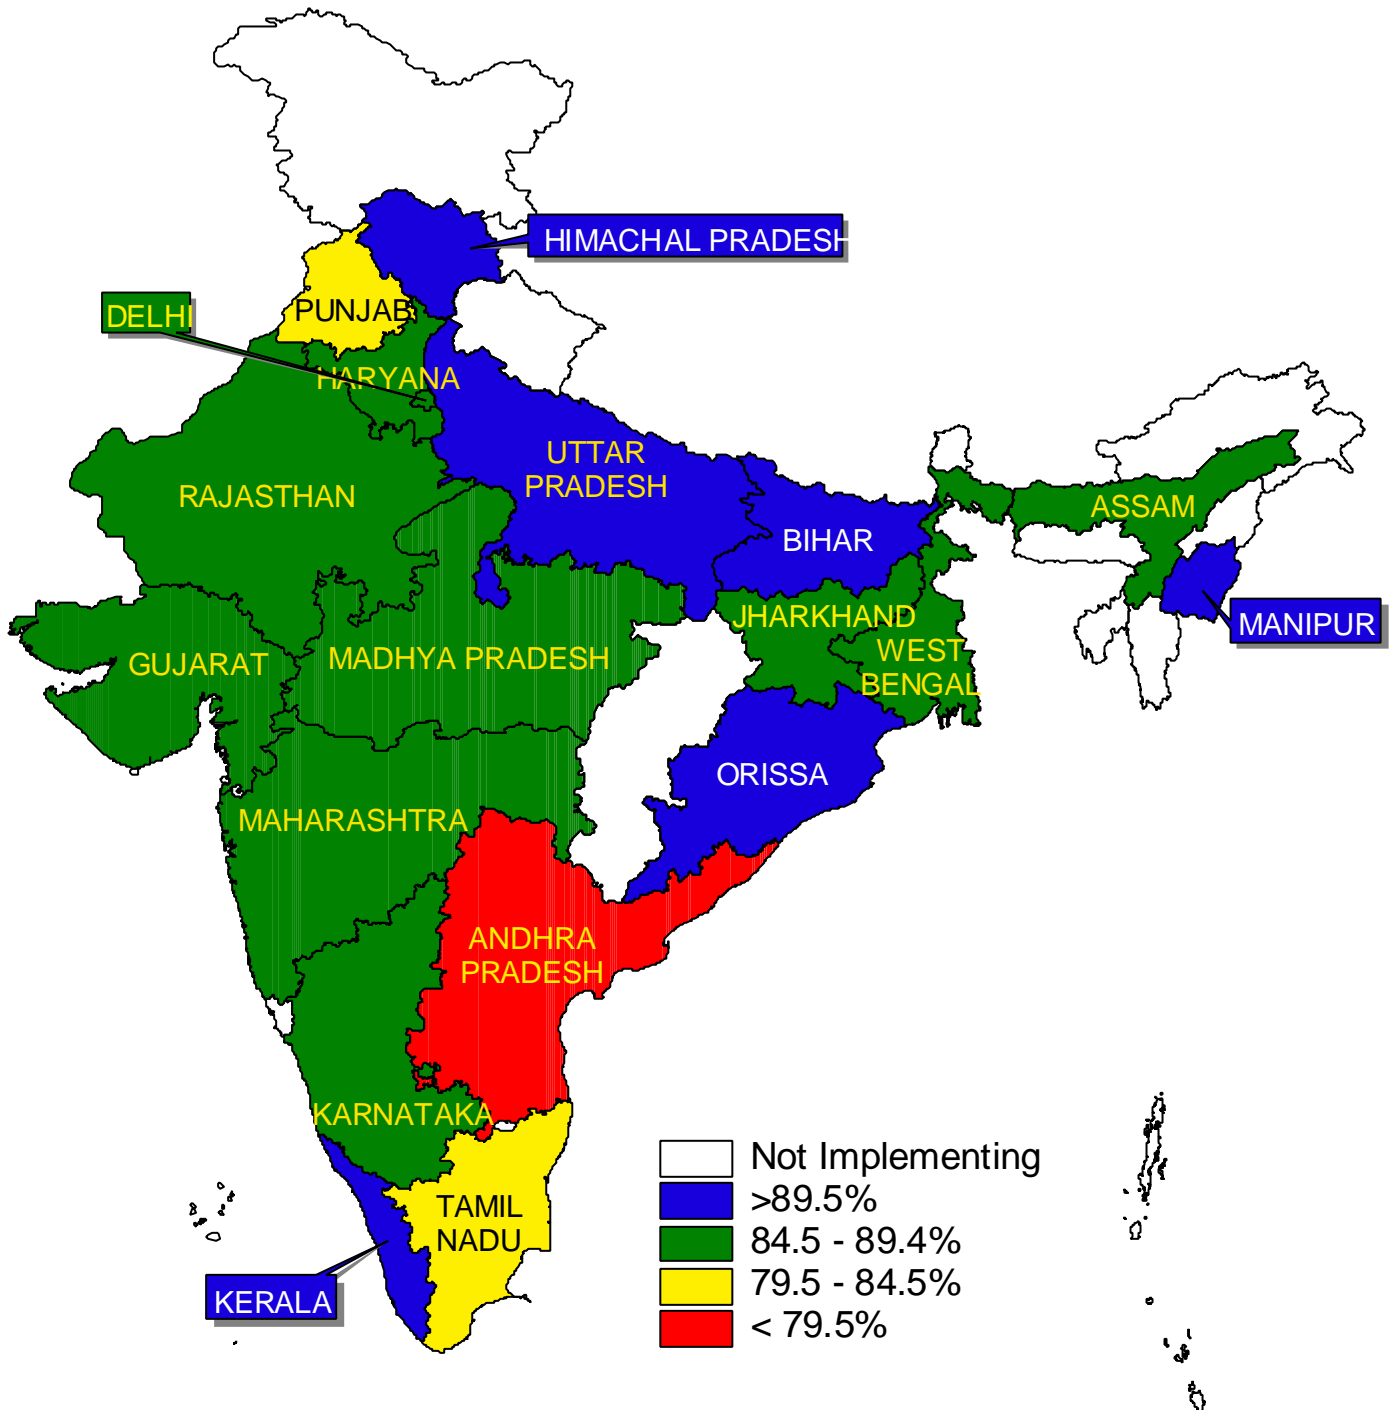 HIMACHAL PRADESH
PUNJAB
DELHI
HARYANA
UTTAR
PRADESH
RAJASTHAN
ASSAM
BIHAR
JHARKHAND
MANIPUR
GUJARAT
MADHYA PRADESH
WEST
BENGAL
ORISSA
MAHARASHTRA
ANDHRA
PRADESH
KARNATAKA
TAMIL
NADU
KERALA
Not Implementing
>89.5%
84.5 - 89.4%
79.5 - 84.5%
< 79.5%